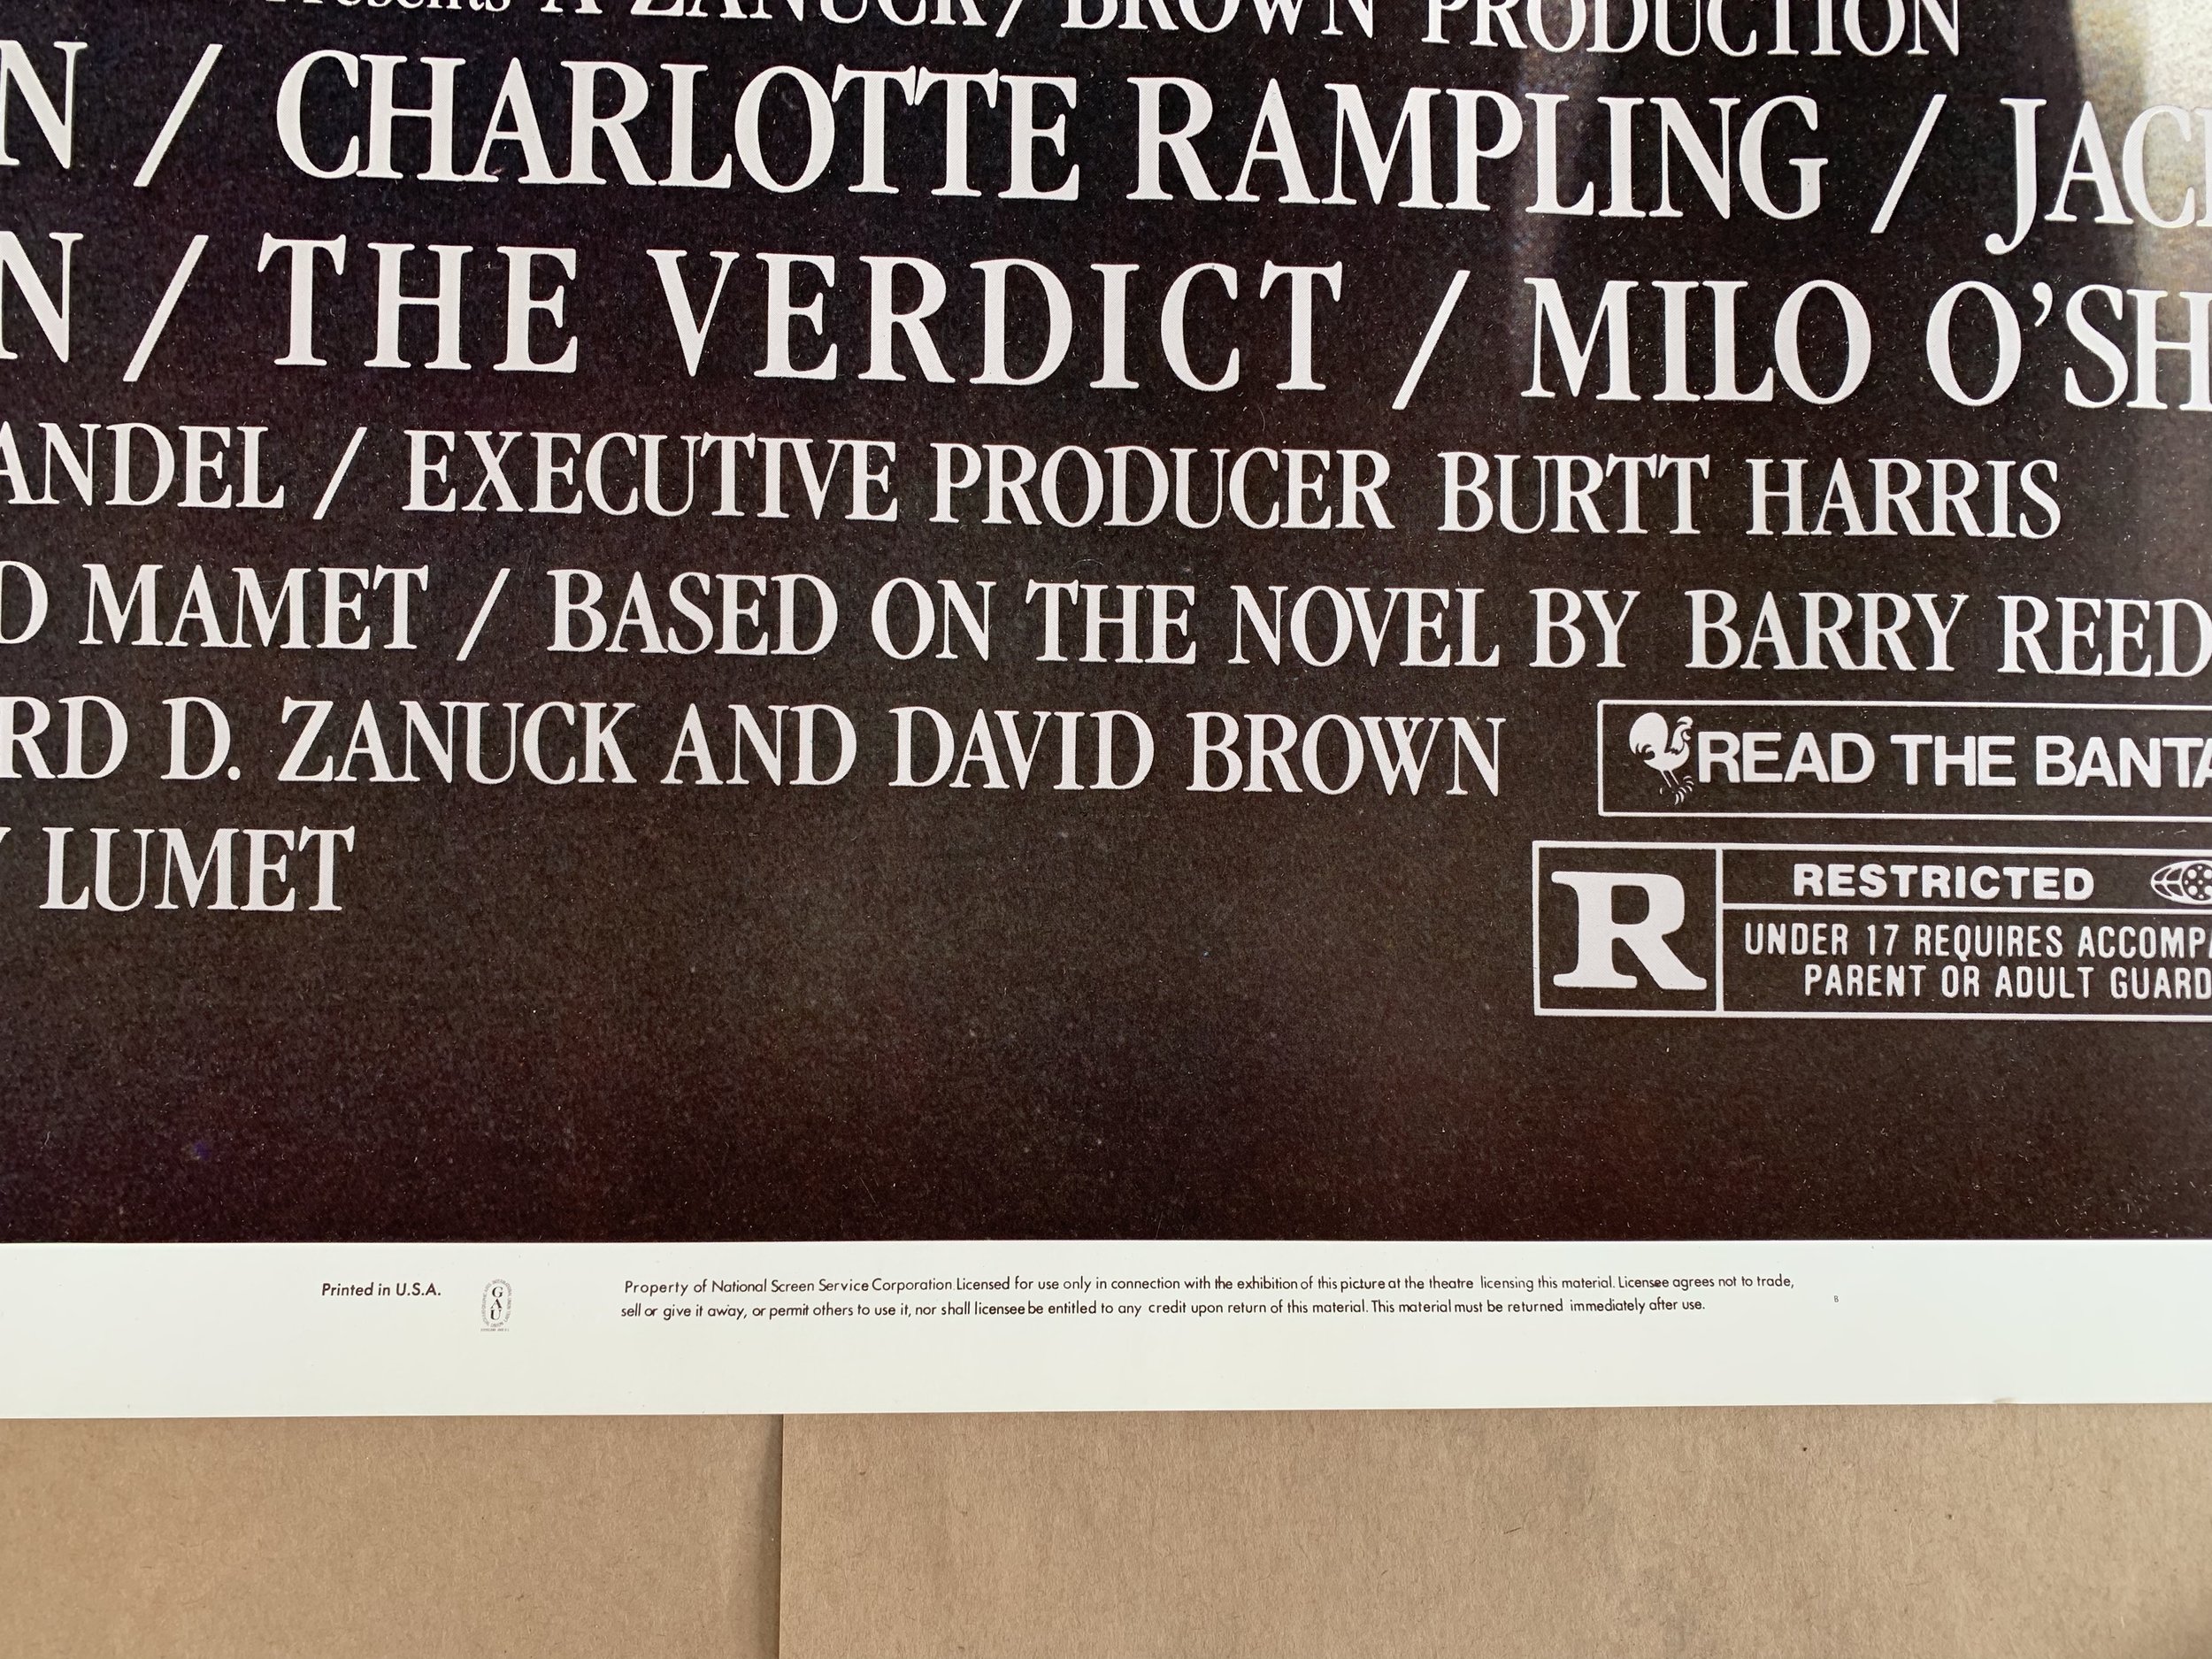 Presents A ZANUCK/BROWN PRODUCTION
N / CHARLOTTE RAMPLING / JACK
N / THE VERDICT / MILO O'SH
ANDEL / EXECUTIVE PRODUCER BURTT HARRIS
D MAMET / BASED ON THE NOVEL BY BARRY REED
RD D. ZANUCK AND DAVID BROWN
READ THE BANTA
Y LUMET
R
RESTRICTED
UNDER 17 REQUIRES ACCOMPA
PARENT OR ADULT GUARD
Printed in U.S.A.
GAU
Property of National Screen Service Corporation Licensed for use only in connection with the exhibition of this picture at the theatre licensing this material. Licensee agrees not to trade,
sell or give it away, or permit others to use it, nor shall licensee be entitled to any credit upon return of this material. This material must be returned immediately after use.
B